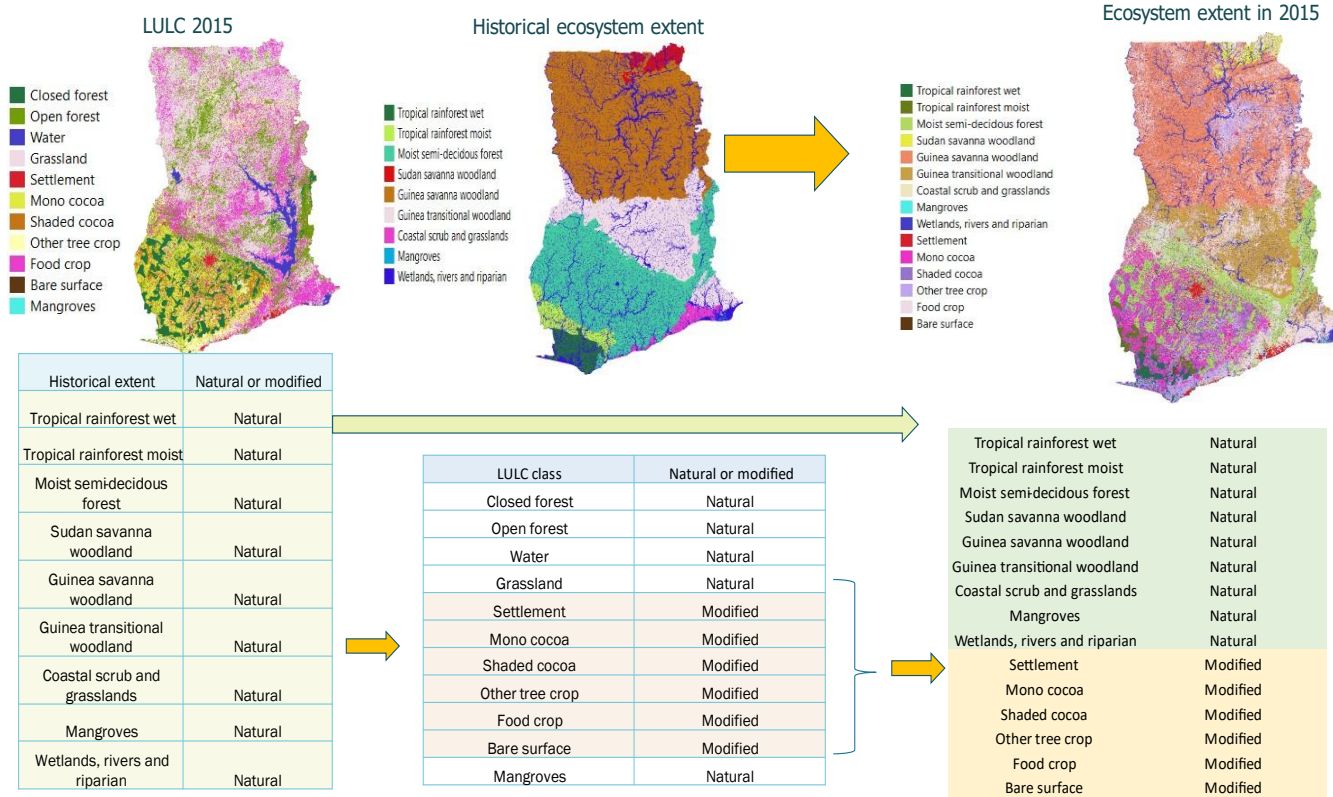 LULC 2015
Closed forest
Open forest
Water
Grassland
Settlement
Mono cocoa
Shaded cocoa
Other tree crop
Food crop
Bare surface
Mangroves
Historical ecosystem extent
Tropical rainforest wet
Tropical rainforest moist
Moist semi-decidous forest
Sudan savanna woodland
Guinea savanna woodland
Guinea transitional woodland
Coastal scrub and grasslands
Mangroves
Wetlands, rivers and riparian
Ecosystem extent in 2015
Tropical rainforest wet
Tropical rainforest moist
Moist semi-decidous forest
Sudan savanna woodland
Guinea savanna woodland
Guinea transitional woodland
Coastal scrub and grasslands
Mangroves
Wetlands, rivers and riparian
Settlement
Mono cocoa
Shaded cocoa
Other tree crop
Food crop
Bare surface
Historical extent Natural or modified
Tropical rainforest wet Natural
Tropical rainforest moist Natural
Moist semi-decidous
forest Natural
Sudan savanna
woodland Natural
Guinea savanna
woodland Natural
Guinea transitional
woodland Natural
Coastal scrub and
grasslands Natural
Mangroves Natural
Wetlands, rivers and
riparian Natural
LULC class Natural or modified
Closed forest Natural
Open forest Natural
Water Natural
Grassland Natural
Settlement Modified
Mono cocoa Modified
Shaded cocoa Modified
Other tree crop Modified
Food crop Modified
Bare surface Modified
Mangroves Natural
Tropical rainforest wet Natural
Tropical rainforest moist Natural
Moist semi-decidous forest Natural
Sudan savanna woodland Natural
Guinea savanna woodland Natural
Guinea transitional woodland Natural
Coastal scrub and grasslands Natural
Mangroves Natural
Wetlands, rivers and riparian Natural
Settlement Modified
Mono cocoa Modified
Shaded cocoa Modified
Other tree crop Modified
Food crop Modified
Bare surface Modified